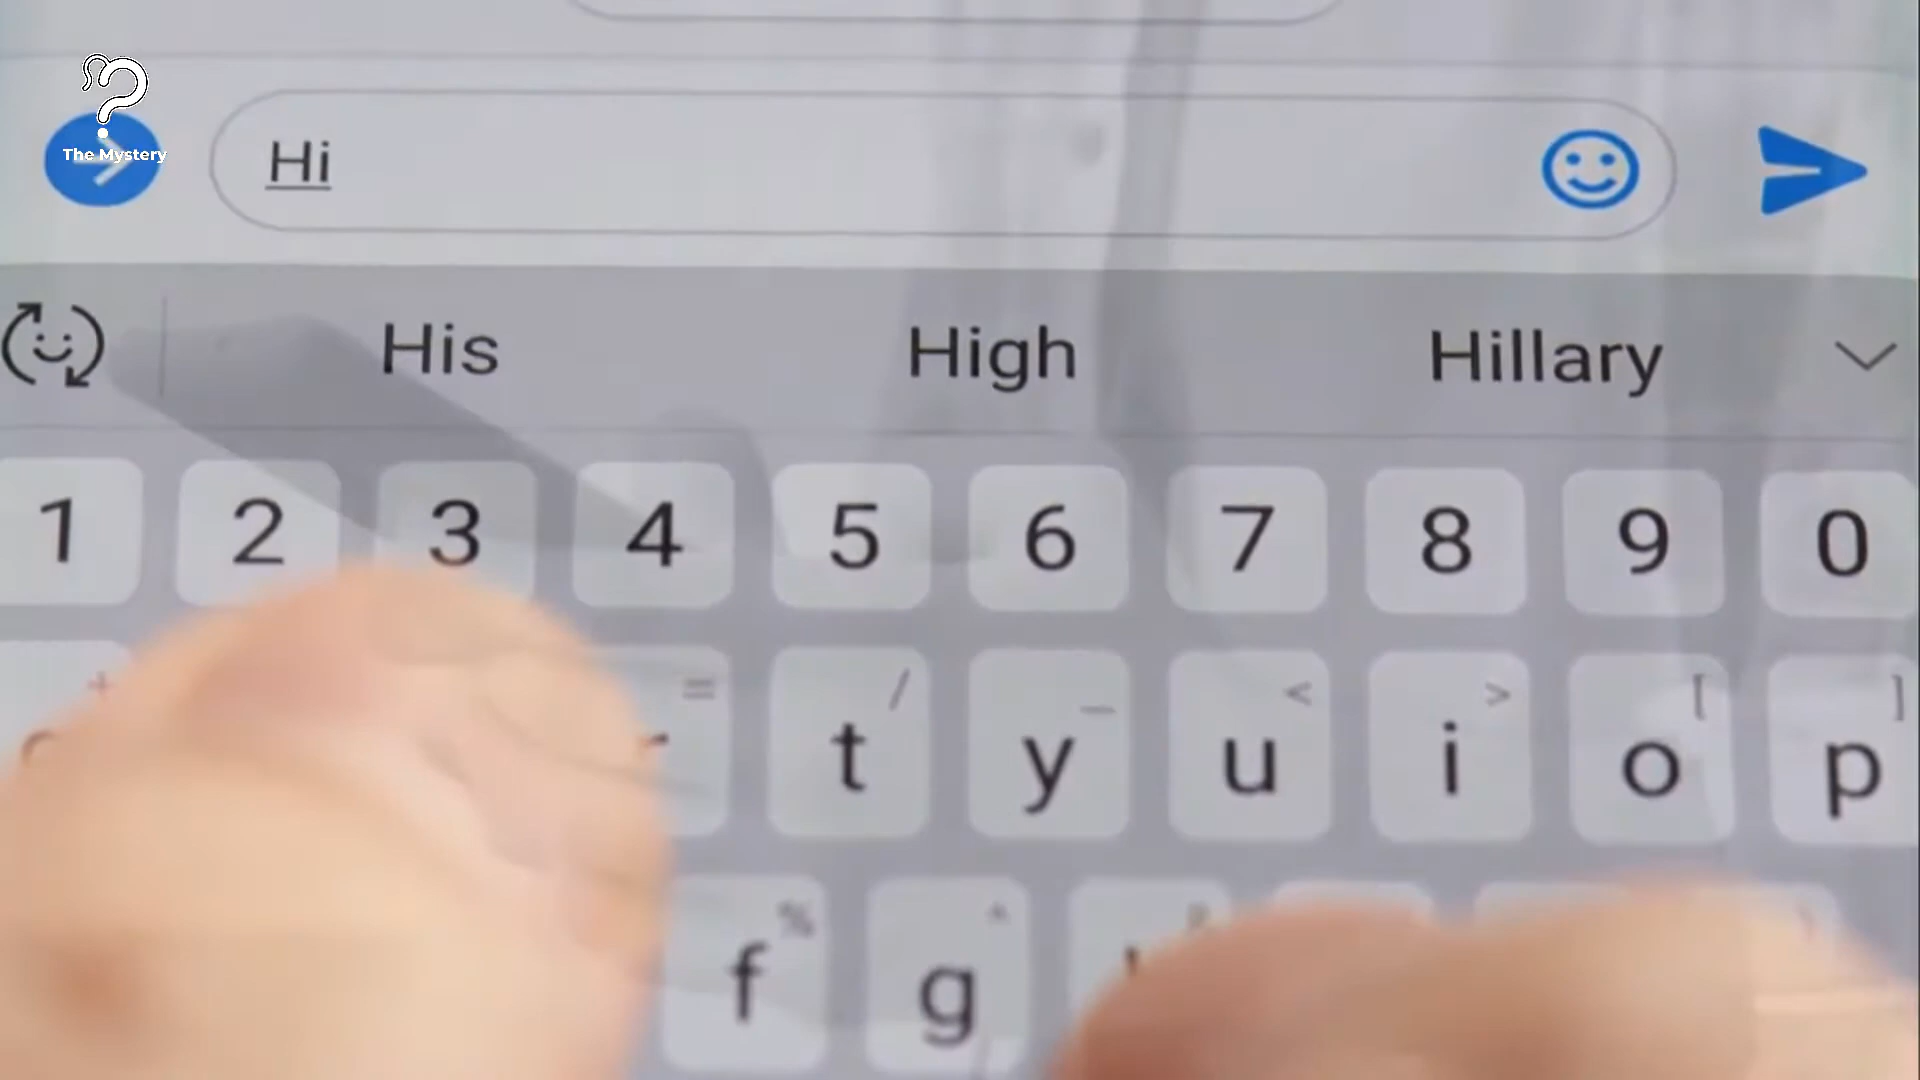 The Mystery
Hi
His High Hillary
1 2 3 4 5 6 7 8 9 0
+ = / _ < > [ ]
r t y u i o p
% ^
f g